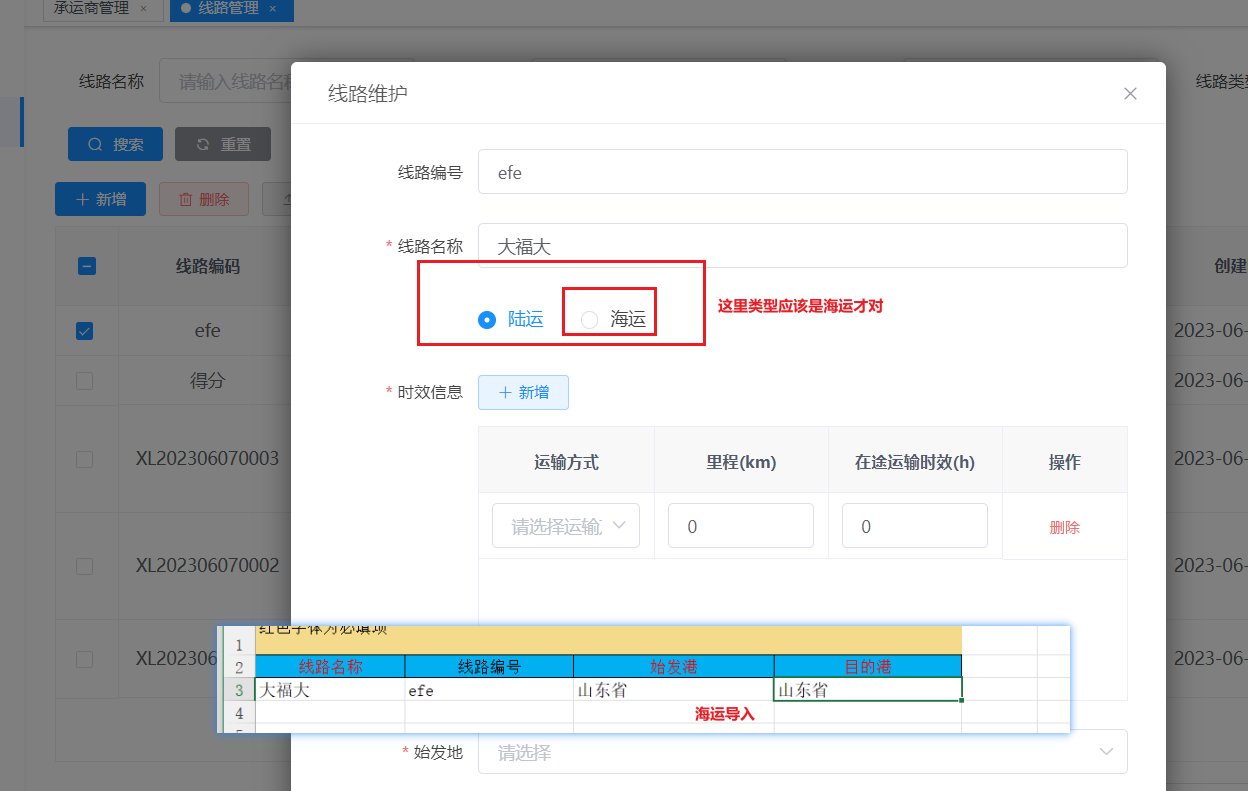 承运商管理 ×
线路管理 ×
线路名称
请输入线路名称
线路类型
搜索
重置
新增
删除
线路编码
创建
efe
2023-06-
得分
2023-06-
XL202306070003
2023-06-
XL202306070002
2023-06-
XL202306
2023-06-
线路维护
线路编号
efe
* 线路名称
大福大
陆运
海运
这里类型应该是海运才对
* 时效信息
+ 新增
运输方式 里程(km) 在途运输时效(h) 操作
请选择运输 0 0 删除
1 红色字体为必填项
2 线路名称 线路编号 始发港 目的港
3 大福大 efe 山东省 山东省
4
海运导入
* 始发地
请选择